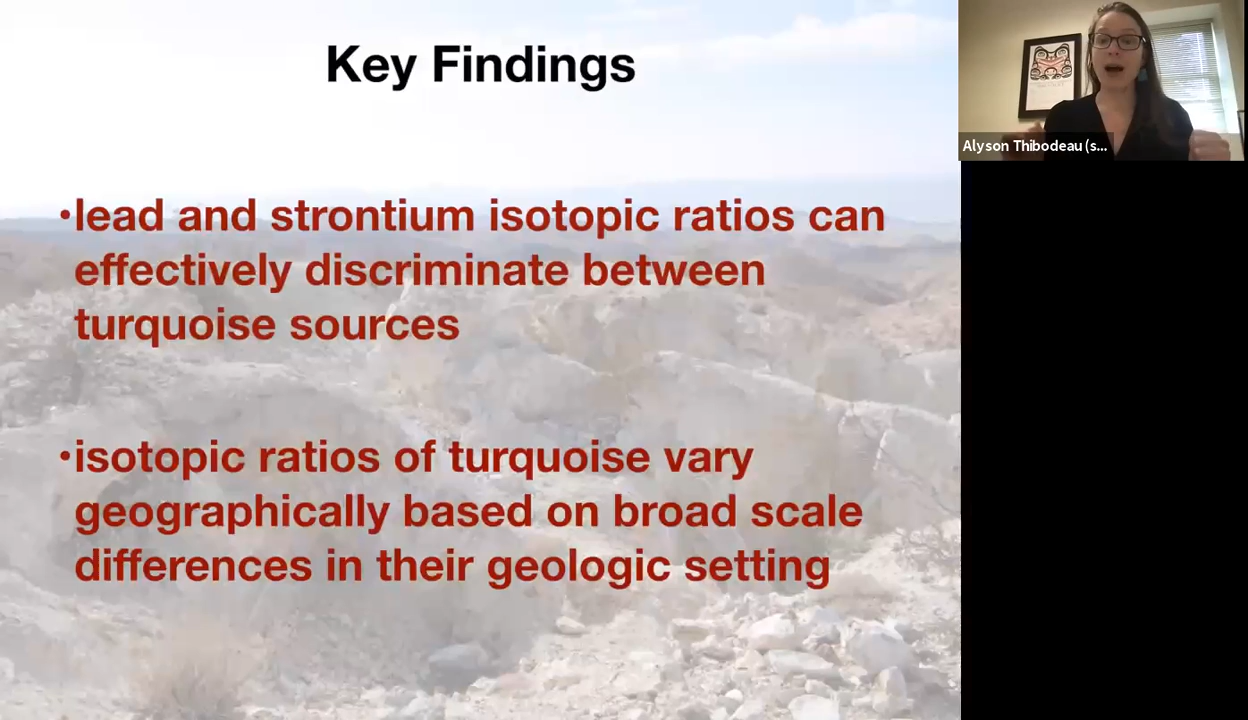 Key Findings
•lead and strontium isotopic ratios can
effectively discriminate between
turquoise sources
•isotopic ratios of turquoise vary
geographically based on broad scale
differences in their geologic setting
Alyson Thibodeau (s...